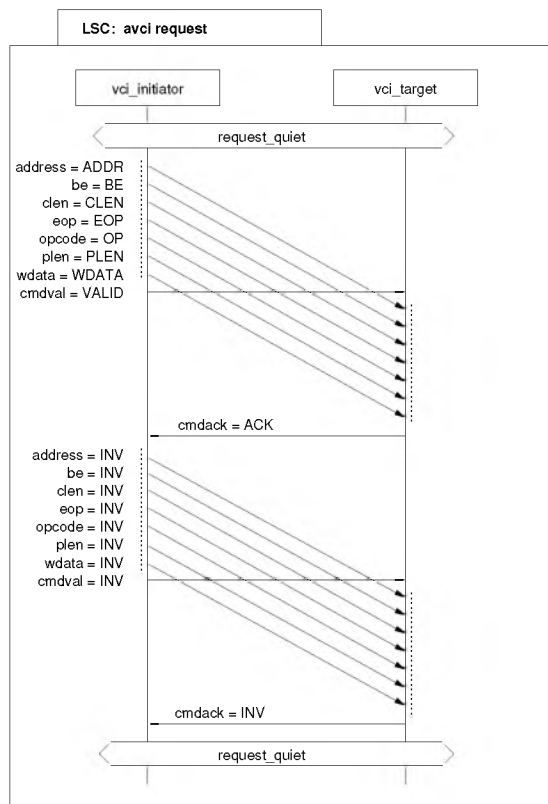 LSC: avci request
vci_initiator
vci_target
request_quiet
address = ADDR
be = BE
clen = CLEN
eop = EOP
opcode = OP
plen = PLEN
wdata = WDATA
cmdval = VALID
cmdack = ACK
address = INV
be = INV
clen = INV
eop = INV
opcode = INV
plen = INV
wdata = INV
cmdval = INV
cmdack = INV
request_quiet